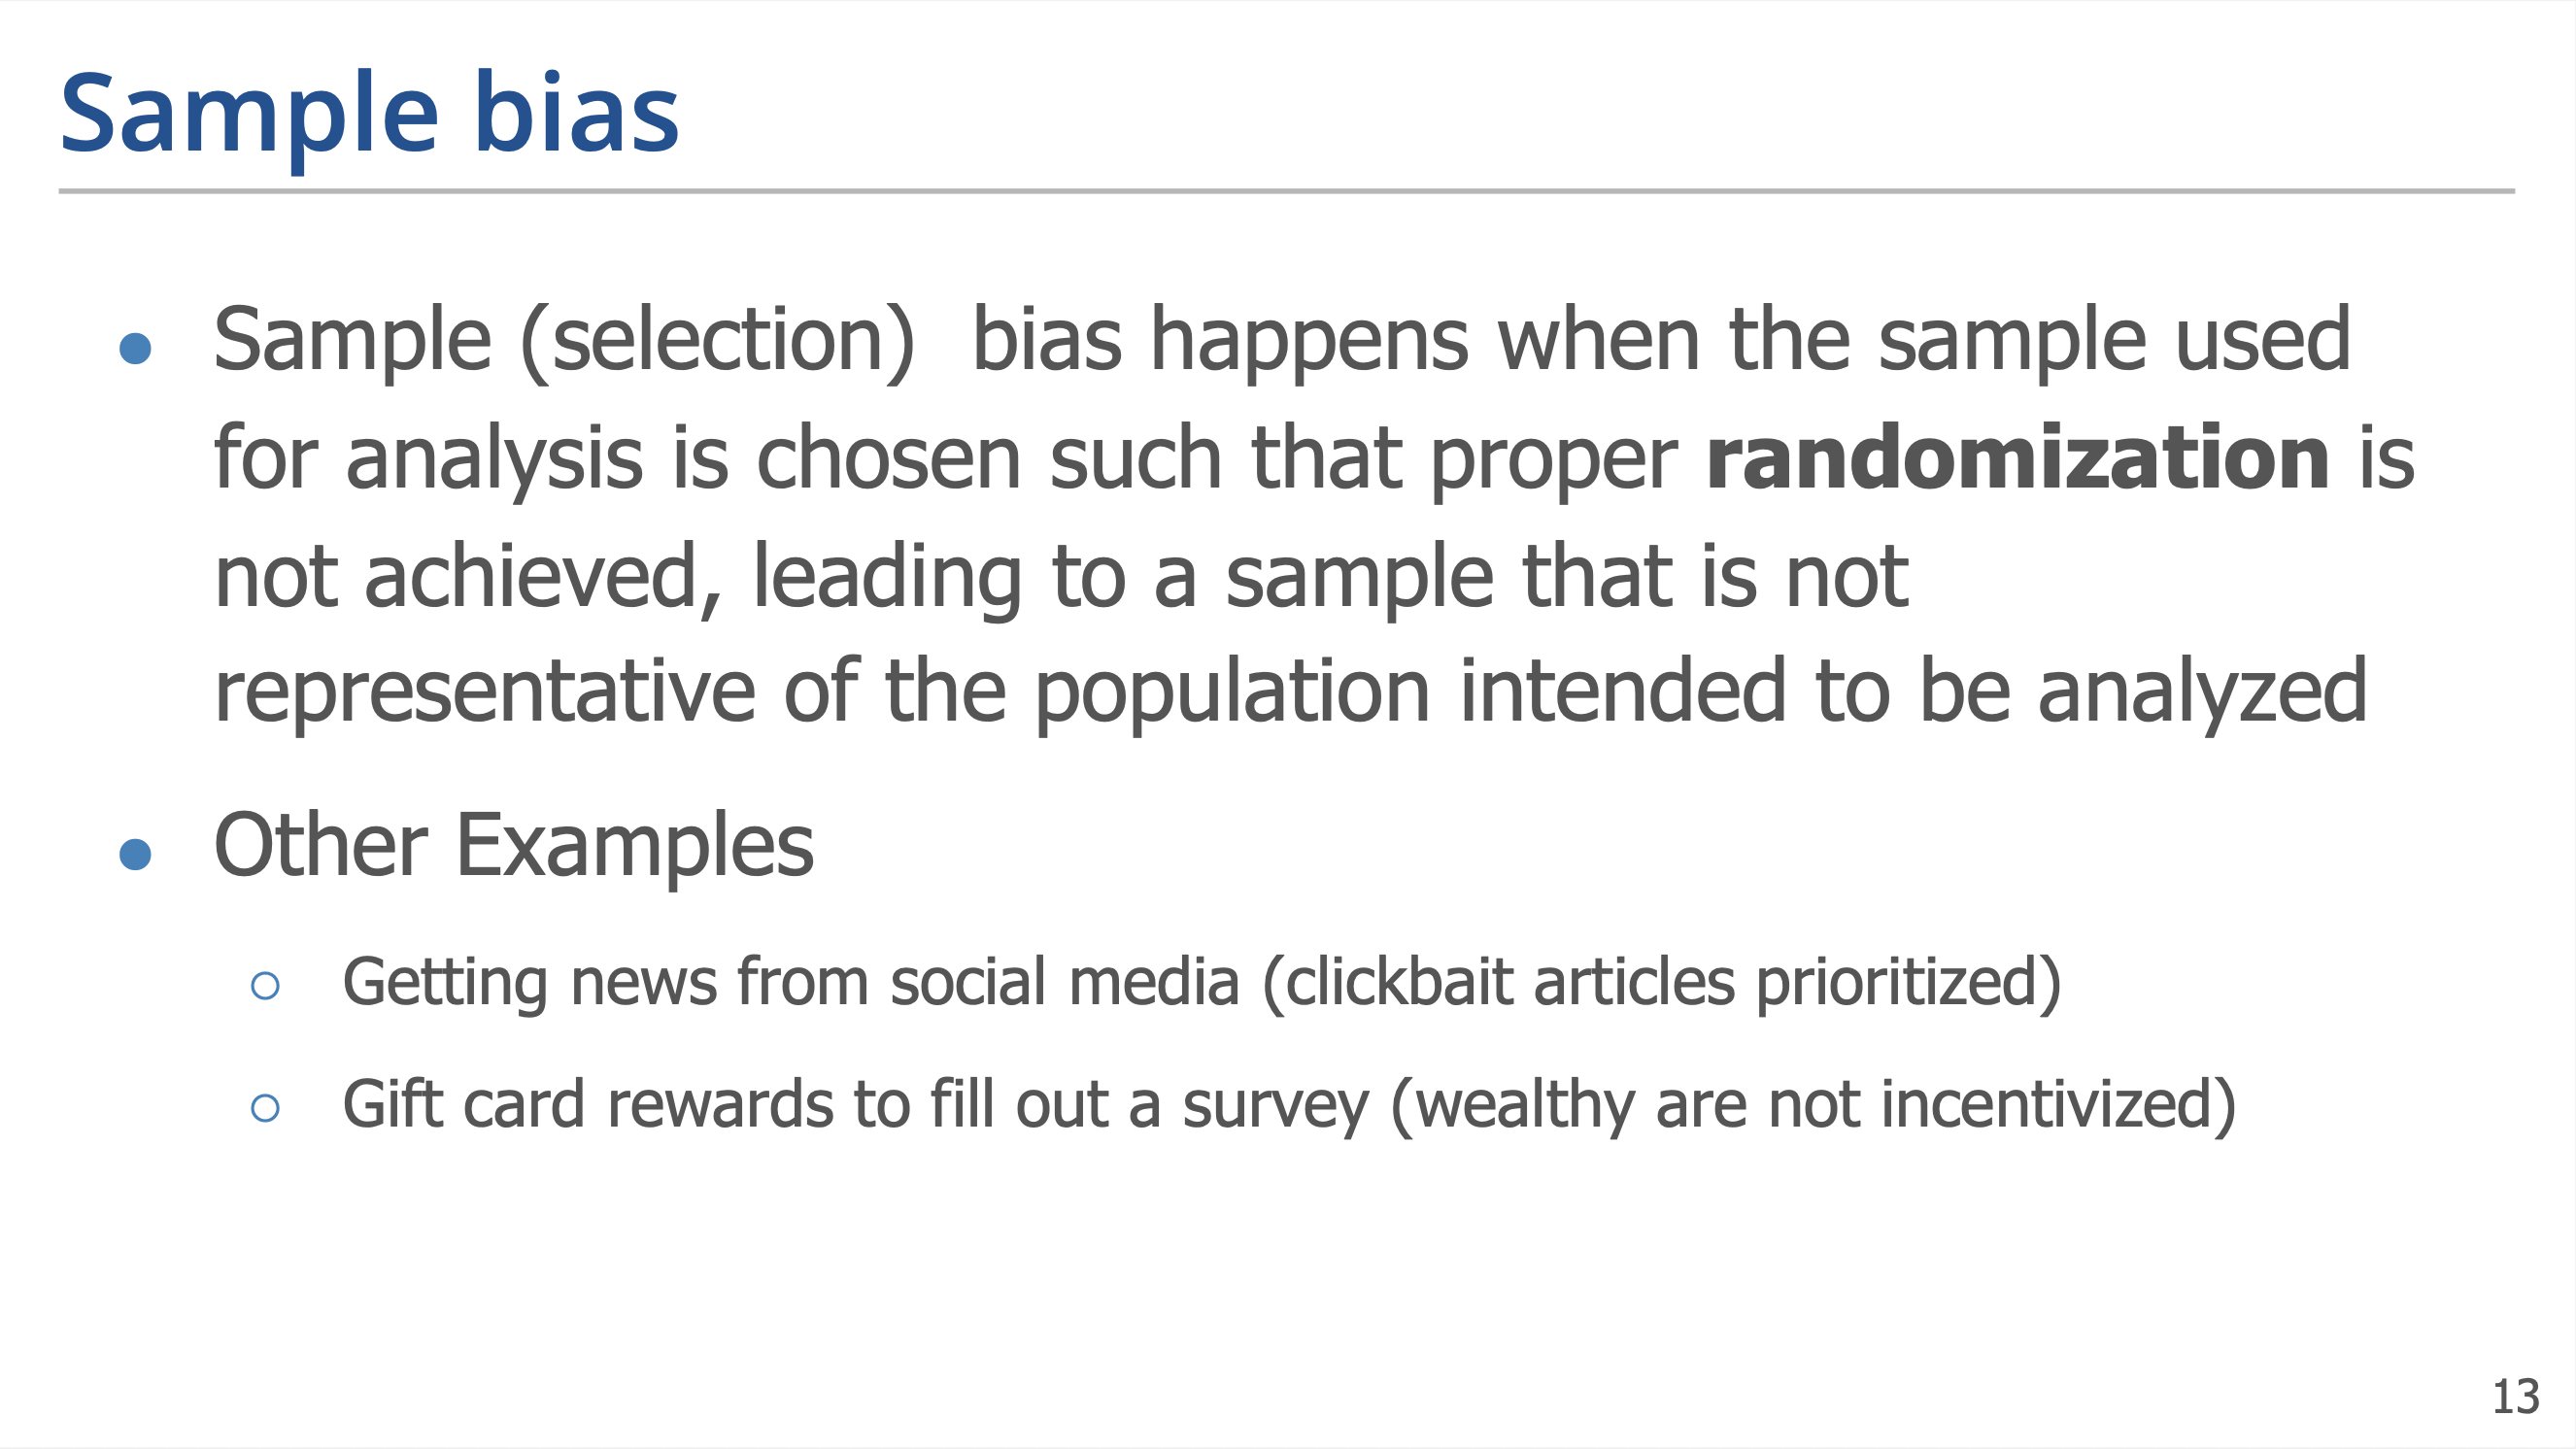 Sample bias
● Sample (selection)  bias happens when the sample used
for analysis is chosen such that proper randomization is
not achieved, leading to a sample that is not
representative of the population intended to be analyzed
● Other Examples
○ Getting news from social media (clickbait articles prioritized)
○ Gift card rewards to fill out a survey (wealthy are not incentivized)
13